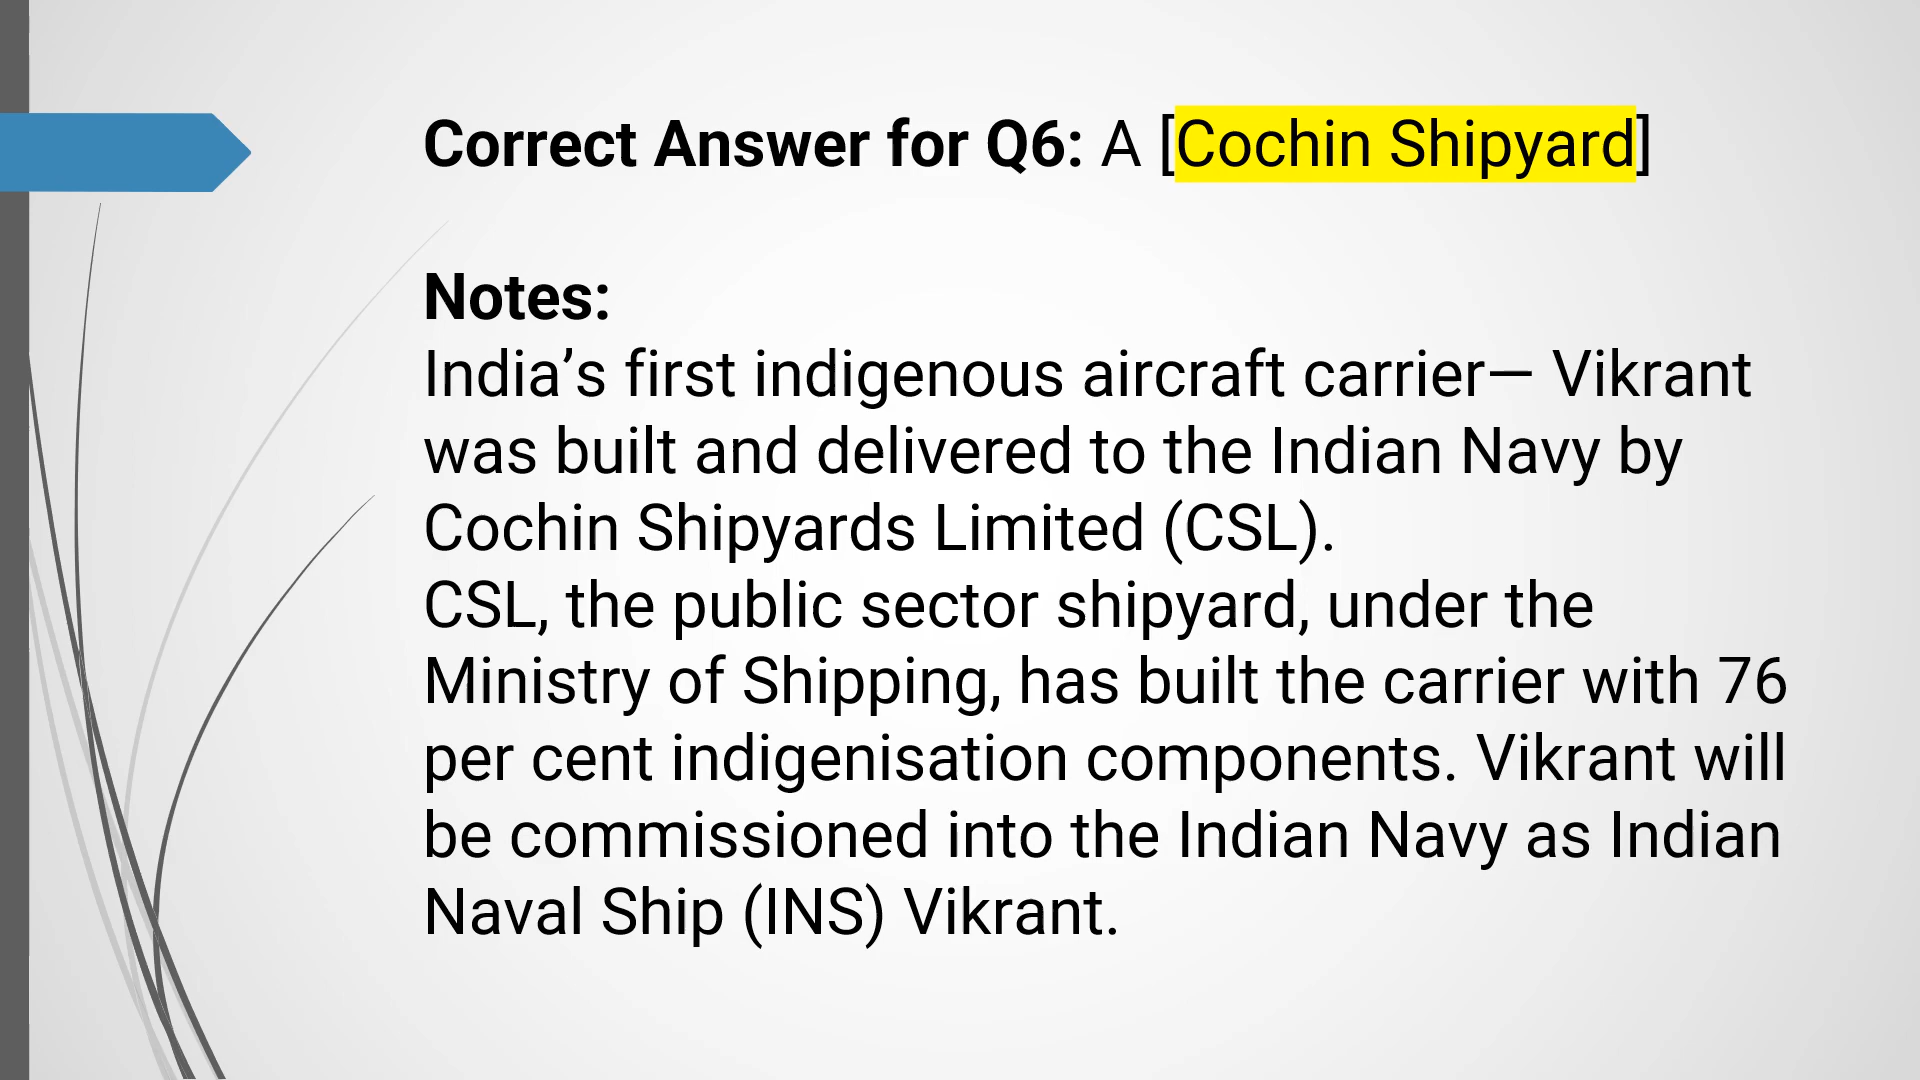 Correct Answer for Q6: A [Cochin Shipyard]
Notes:
India’s first indigenous aircraft carrier— Vikrant
was built and delivered to the Indian Navy by
Cochin Shipyards Limited (CSL).
CSL, the public sector shipyard, under the
Ministry of Shipping, has built the carrier with 76
per cent indigenisation components. Vikrant will
be commissioned into the Indian Navy as Indian
Naval Ship (INS) Vikrant.